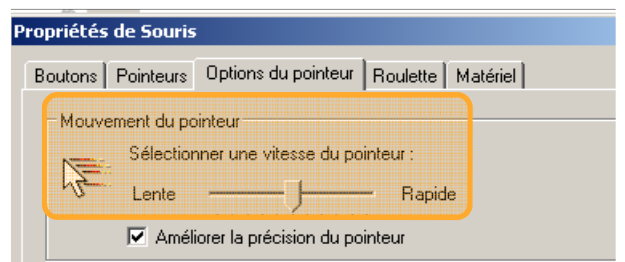 Propriétés de Souris
Boutons Pointeurs Options du pointeur Roulette Matériel
Mouvement du pointeur
Sélectionner une vitesse du pointeur :
Lente Rapide
Améliorer la précision du pointeur